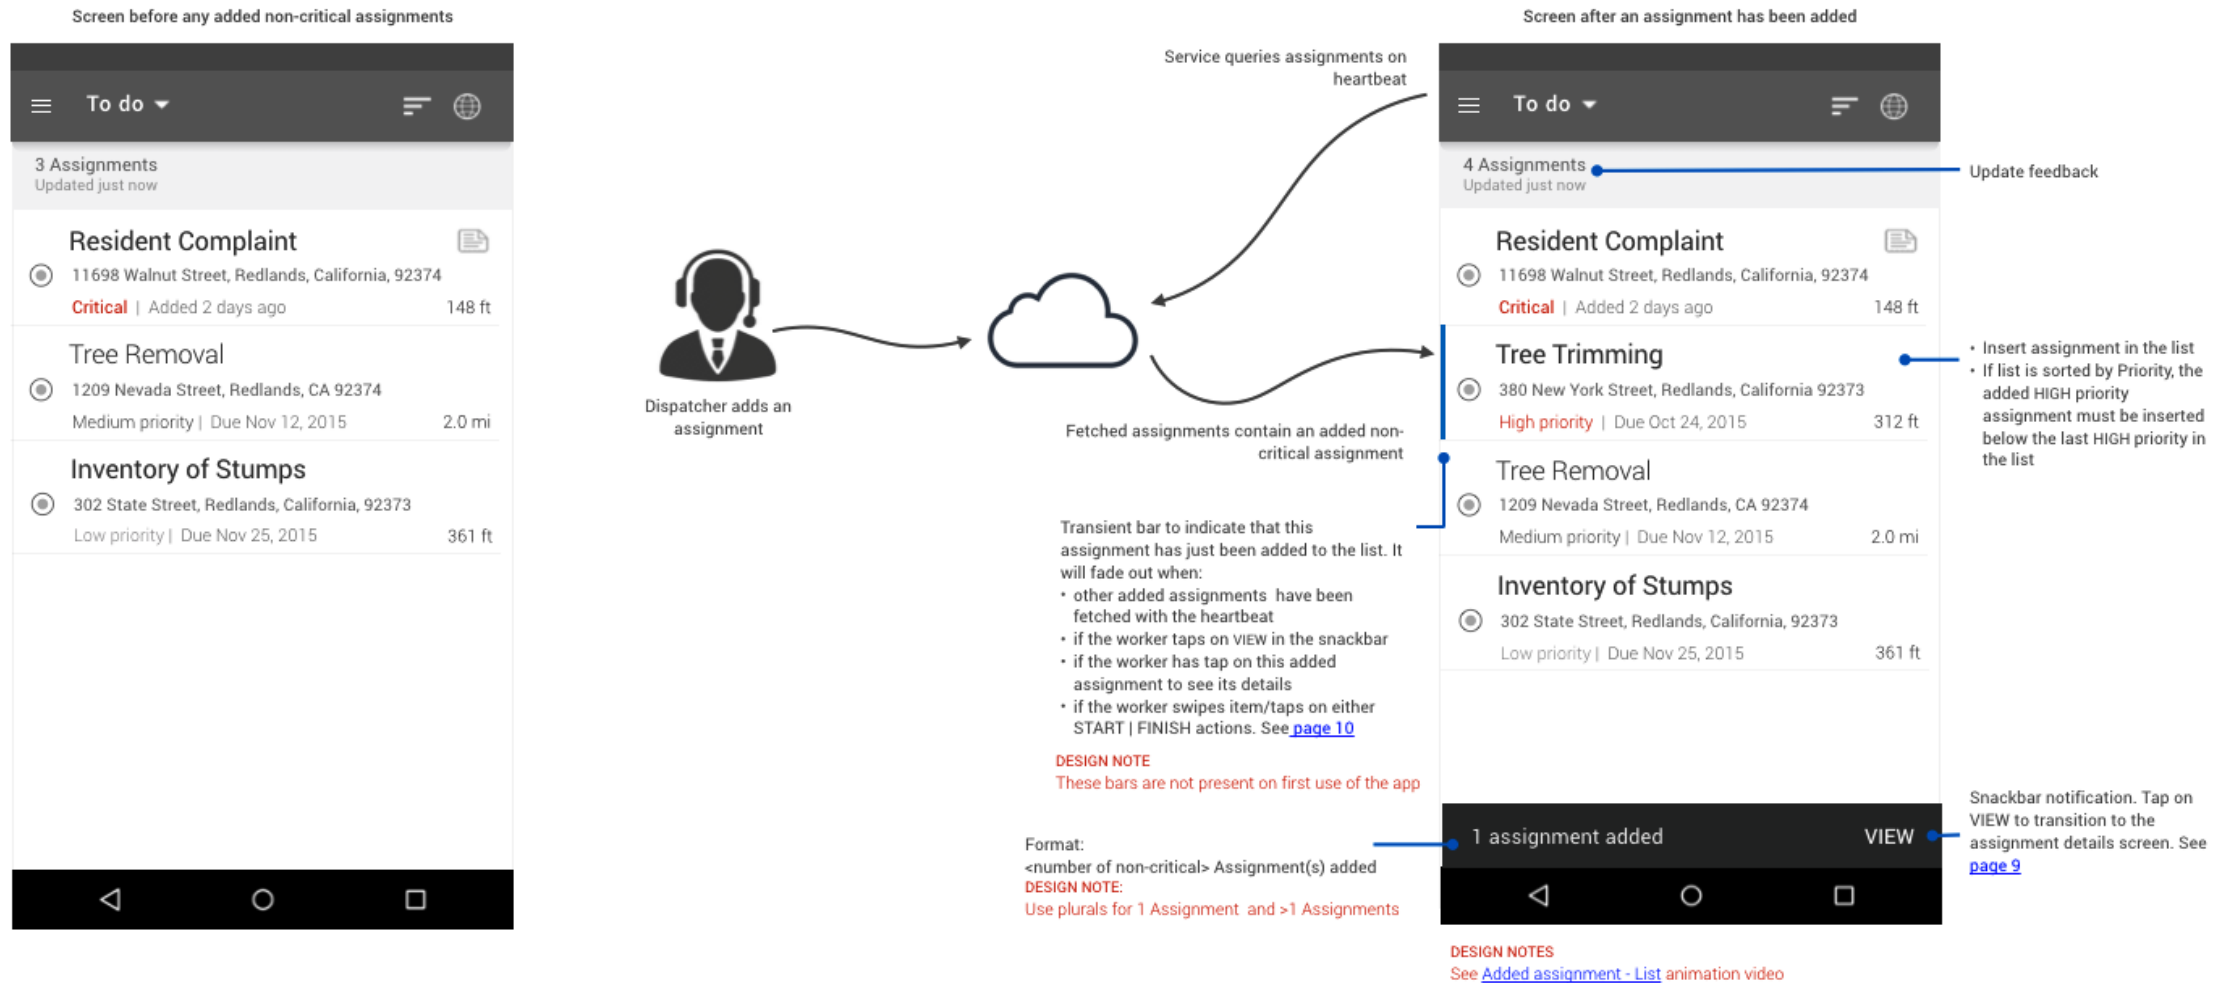 Screen before any added non-critical assignments
To do
3 Assignments
Updated just now
Resident Complaint
11698 Walnut Street, Redlands, California, 92374
Critical | Added 2 days ago 148 ft
Tree Removal
1209 Nevada Street, Redlands, CA 92374
Medium priority | Due Nov 12, 2015 2.0 mi
Inventory of Stumps
302 State Street, Redlands, California, 92373
Low priority | Due Nov 25, 2015 361 ft
Dispatcher adds an
assignment
Service queries assignments on
heartbeat
Fetched assignments contain an added non-
critical assignment
Transient bar to indicate that this
assignment has just been added to the list. It
will fade out when:
• other added assignments have been
fetched with the heartbeat
• if the worker taps on VIEW in the snackbar
• if the worker has tap on this added
assignment to see its details
• if the worker swipes item/taps on either
START | FINISH actions. See page 10
DESIGN NOTE
These bars are not present on first use of the app
Format:
<number of non-critical> Assignment(s) added
DESIGN NOTE:
Use plurals for 1 Assignment and >1 Assignments
Screen after an assignment has been added
To do
4 Assignments
Updated just now
Resident Complaint
11698 Walnut Street, Redlands, California, 92374
Critical | Added 2 days ago 148 ft
Tree Trimming
380 New York Street, Redlands, California 92373
High priority | Due Oct 24, 2015 312 ft
Tree Removal
1209 Nevada Street, Redlands, CA 92374
Medium priority | Due Nov 12, 2015 2.0 mi
Inventory of Stumps
302 State Street, Redlands, California, 92373
Low priority | Due Nov 25, 2015 361 ft
1 assignment added VIEW
DESIGN NOTES
See Added assignment - List animation video
Update feedback
• Insert assignment in the list
• If list is sorted by Priority, the
added HIGH priority
assignment must be inserted
below the last HIGH priority in
the list
Snackbar notification. Tap on
VIEW to transition to the
assignment details screen. See
page 9